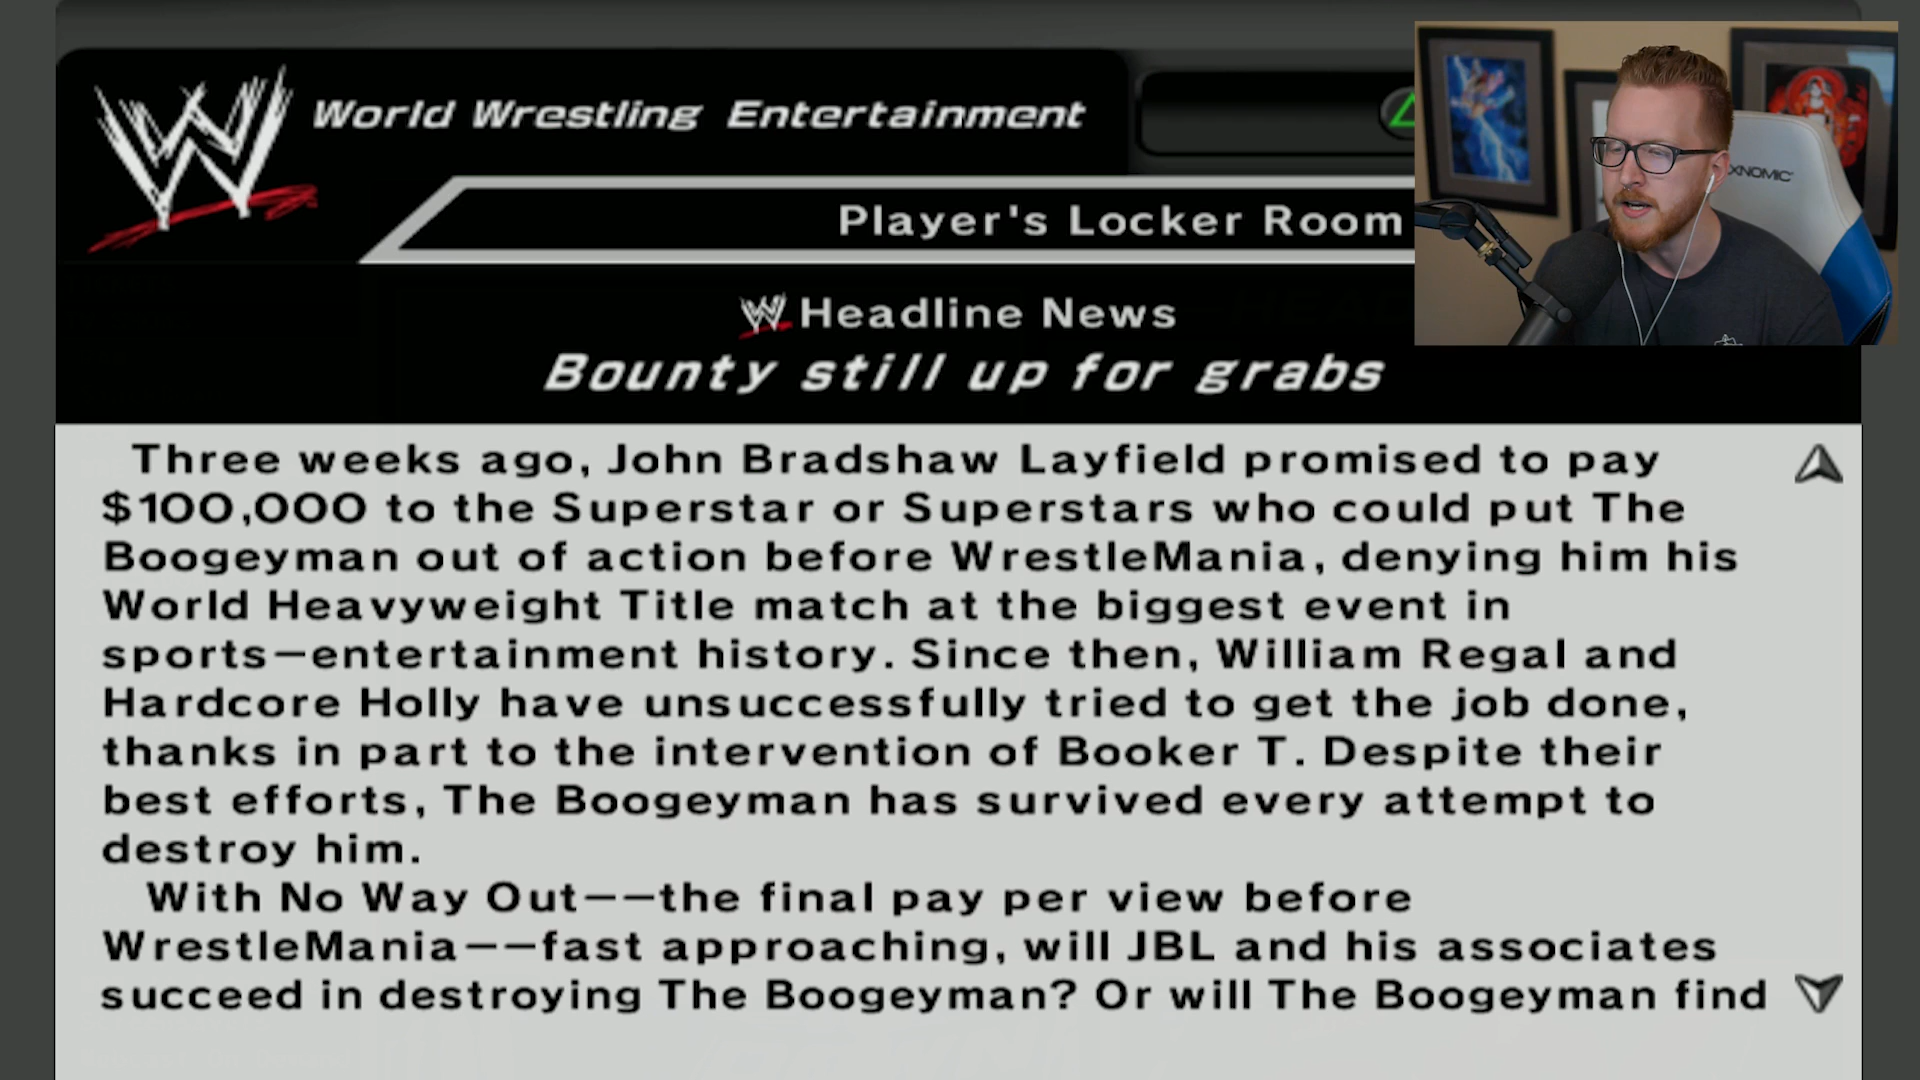 World Wrestling Entertainment
Player's Locker Room
Headline News
Bounty still up for grabs
Three weeks ago, John Bradshaw Layfield promised to pay
$100,000 to the Superstar or Superstars who could put The
Boogeyman out of action before WrestleMania, denying him his
World Heavyweight Title match at the biggest event in
sports—entertainment history. Since then, William Regal and
Hardcore Holly have unsuccessfully tried to get the job done,
thanks in part to the intervention of Booker T. Despite their
best efforts, The Boogeyman has survived every attempt to
destroy him.
With No Way Out——the final pay per view before
WrestleMania——fast approaching, will JBL and his associates
succeed in destroying The Boogeyman? Or will The Boogeyman find